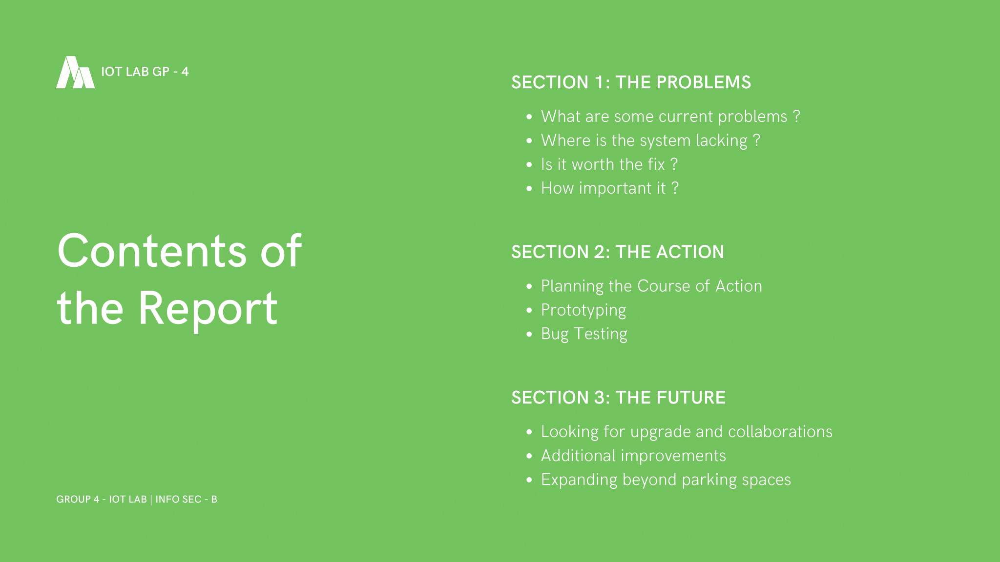 IOT LAB GP - 4
Contents of
the Report
GROUP 4 - IOT LAB | INFO SEC - B
SECTION 1: THE PROBLEMS
• What are some current problems ?
• Where is the system lacking ?
• Is it worth the fix ?
• How important it ?
SECTION 2: THE ACTION
• Planning the Course of Action
• Prototyping
• Bug Testing
SECTION 3: THE FUTURE
• Looking for upgrade and collaborations
• Additional improvements
• Expanding beyond parking spaces